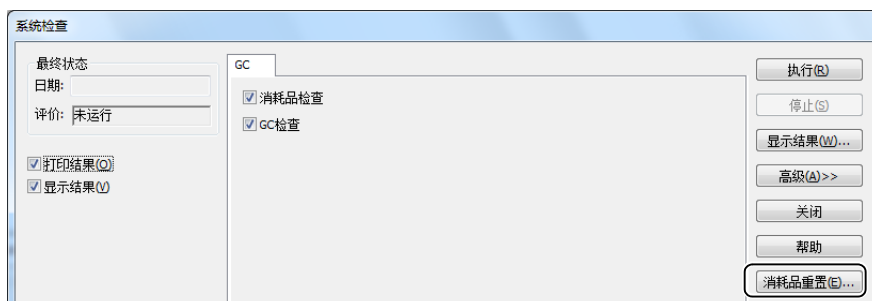 系统检查
最终状态
日期:
评价: 未运行
打印结果(O)
显示结果(V)
GC
消耗品检查
GC检查
执行(R)
停止(S)
显示结果(W)...
高级(A)>>
关闭
帮助
消耗品重置(E)...